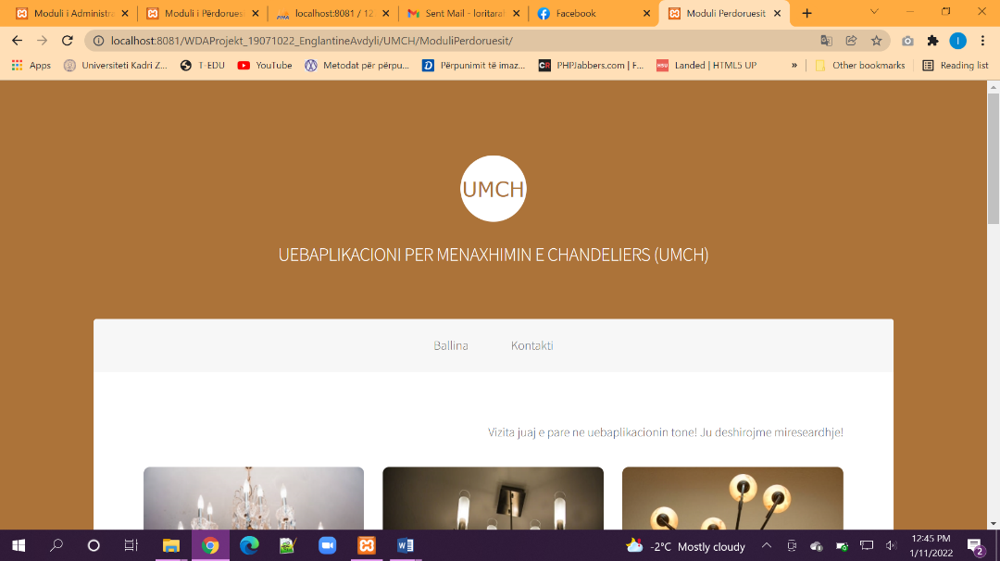 Moduli i Administra
Moduli i Përdorues
localhost:8081 / 12
Sent Mail - loritaral
Facebook
Moduli Perdoruesit
localhost:8081/WDAProjekt_19071022_EnglantineAvdyli/UMCH/ModuliPerdoruesit/
Apps
Universiteti Kadri Z...
T-EDU
YouTube
Metodat për përpu...
Përpunimit të imaz...
PHPJabbers.com | F...
Landed | HTML5 UP
»
Other bookmarks
Reading list
UMCH
UEBAPLIKACIONI PER MENAXHIMIN E CHANDELIERS (UMCH)
Ballina
Kontakti
Vizita juaj e pare ne uebaplikacionin tone! Ju deshirojme mireseardhje!
-2°C Mostly cloudy
12:45 PM
1/11/2022
2